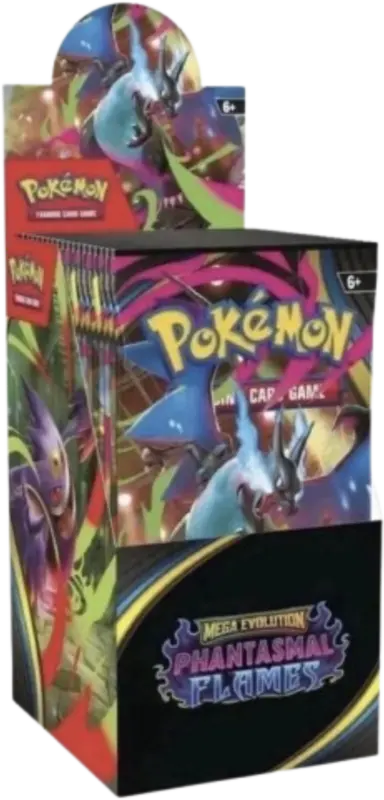 6+
POKÉMON
TRADING CARD GAME
POKÉMON
6+
POKÉMON
CARD GAME
MEGA EVOLUTION
PHANTASMAL
FLAMES